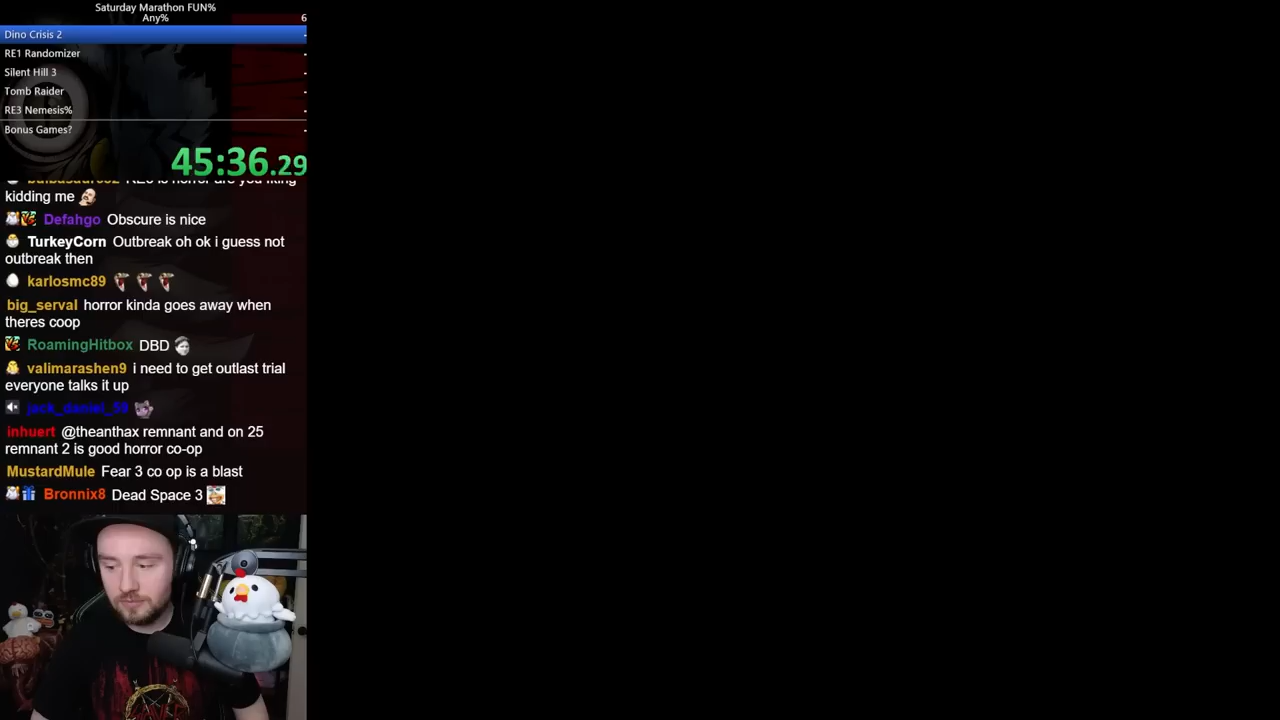 Saturday Marathon FUN%
Any%
6
Dino Crisis 2 -
RE1 Randomizer -
Silent Hill 3 -
Tomb Raider -
RE3 Nemesis% -
Bonus Games? -
45:36.29
kidding me
Defahgo Obscure is nice
TurkeyCorn Outbreak oh ok i guess not
outbreak then
karlosmc89
big_serval horror kinda goes away when
theres coop
RoamingHitbox DBD
valimarashen9 i need to get outlast trial
everyone talks it up
jack_daniel_59
inhuert @theanthax remnant and on 25
remnant 2 is good horror co-op
MustardMule Fear 3 co op is a blast
Bronnix8 Dead Space 3